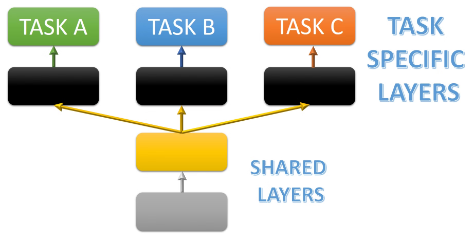 TASK A TASK B TASK C
TASK
SPECIFIC
LAYERS
SHARED
LAYERS